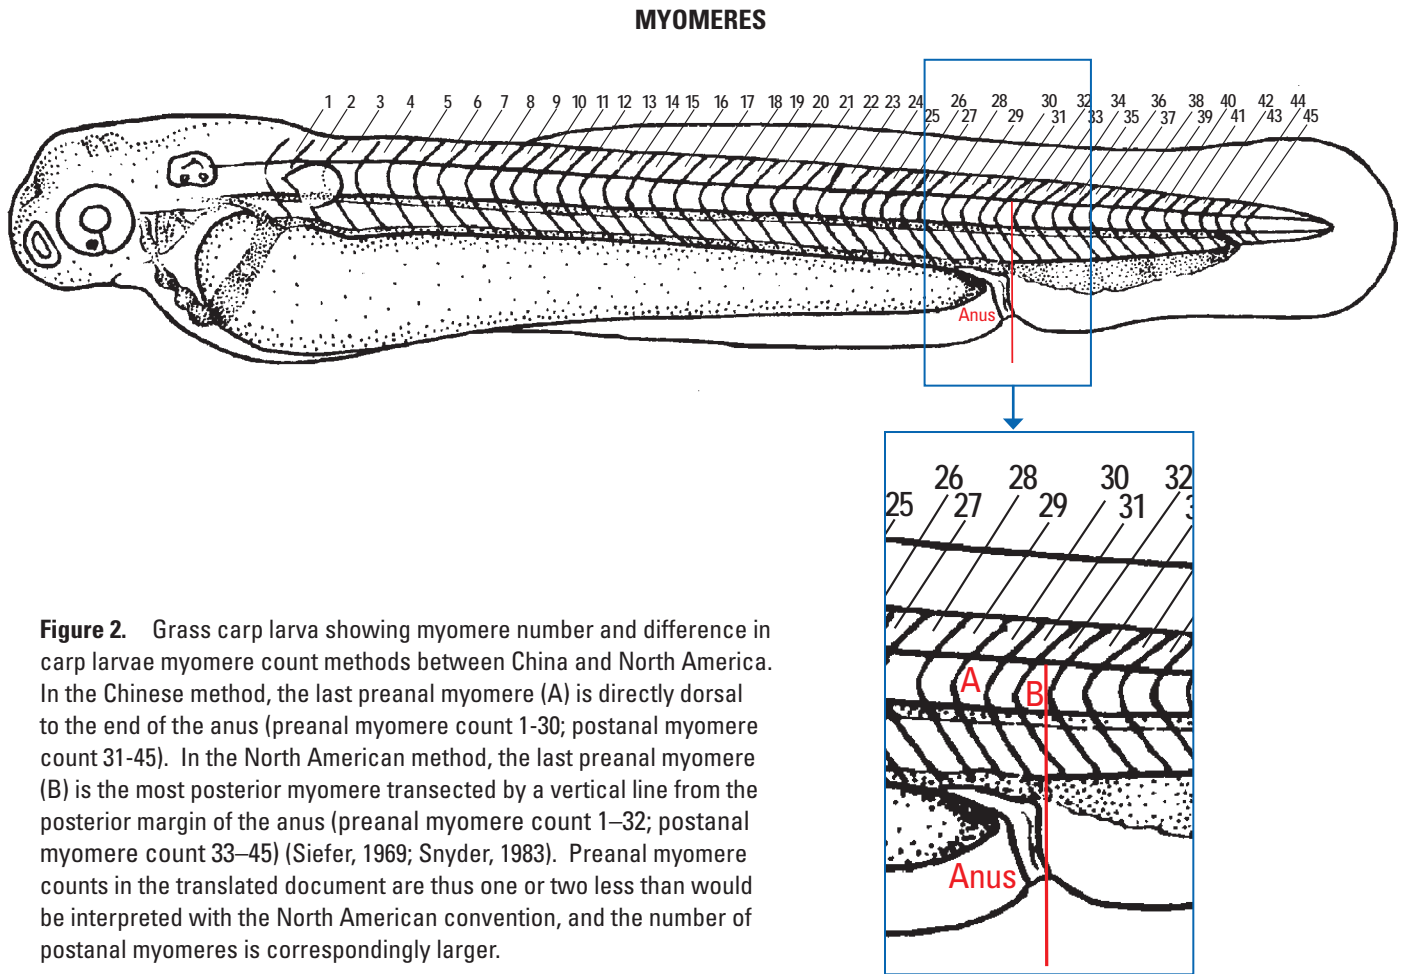 MYOMERES
1 2 3 4 5 6 7 8 9 10 11 12 13 14 15 16 17 18 19 20 21 22 23 24 26 28 30 32 34 36 38 40 42 44
25 27 29 31 33 35 37 39 41 43 45
Anus
26 28 30 32
25 27 29 31 3
A
B
Anus
Figure 2. Grass carp larva showing myomere number and difference in
carp larvae myomere count methods between China and North America.
In the Chinese method, the last preanal myomere (A) is directly dorsal
to the end of the anus (preanal myomere count 1-30; postanal myomere
count 31-45). In the North American method, the last preanal myomere
(B) is the most posterior myomere transected by a vertical line from the
posterior margin of the anus (preanal myomere count 1–32; postanal
myomere count 33–45) (Siefer, 1969; Snyder, 1983). Preanal myomere
counts in the translated document are thus one or two less than would
be interpreted with the North American convention, and the number of
postanal myomeres is correspondingly larger.